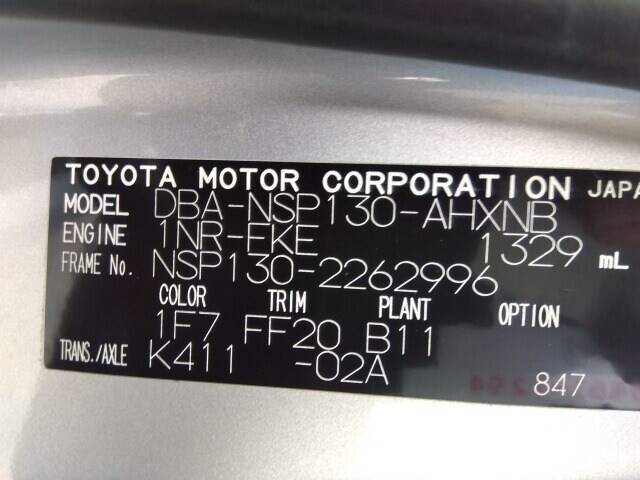 TOYOTA MOTOR CORPORATION JAPA
MODEL DBA-NSP130-AHXNB
ENGINE 1NR-FKE 1329 mL
FRAME No. NSP130-2262996
COLOR TRIM PLANT OPTION
1F7 FF20 B11
TRANS./AXLE K411 -02A
847